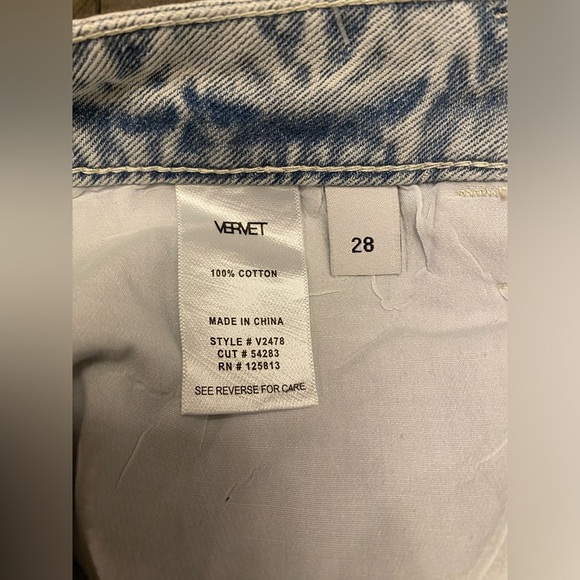 VERVET
28
100% COTTON
MADE IN CHINA
STYLE # V2478
CUT # 54283
RN # 125813
SEE REVERSE FOR CARE